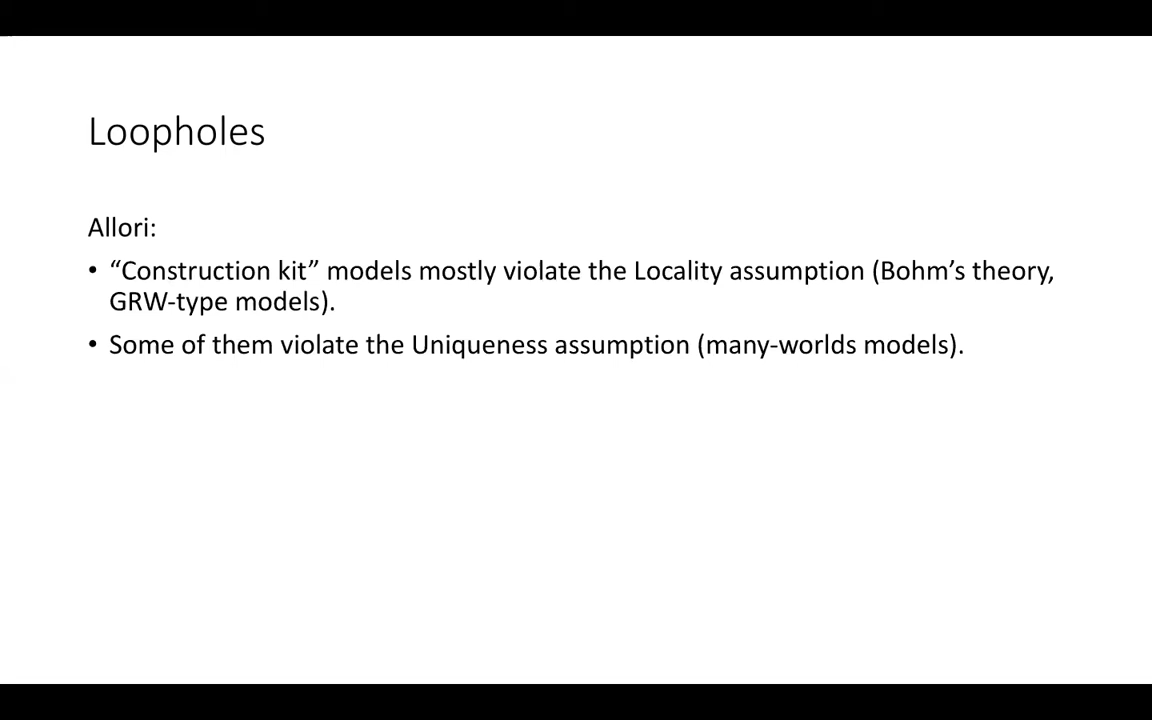 Loopholes
Allori:
• “Construction kit” models mostly violate the Locality assumption (Bohm’s theory,
GRW-type models).
• Some of them violate the Uniqueness assumption (many-worlds models).